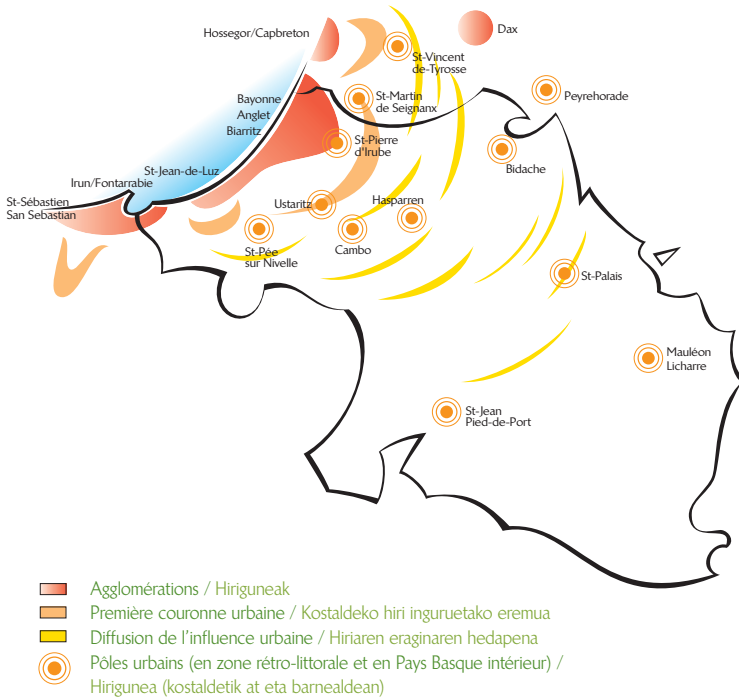 Hossegor/Capbreton
Dax
St-Vincent
de-Tyrosse
Bayonne
Anglet
Biarritz
St-Martin
de Seignanx
Peyrehorade
St-Pierre
d'Irube
Bidache
St-Jean-de-Luz
Irun/Fontarrabie
St-Sébastien
San Sebastian
Ustaritz
Hasparren
Cambo
St-Pée
sur Nivelle
St-Palais
Mauléon
Licharre
St-Jean
Pied-de-Port
Agglomérations / Hiriguneak
Première couronne urbaine / Kostaldeko hiri inguruetako eremua
Diffusion de l'influence urbaine / Hiriaren eraginaren hedapena
Pôles urbains (en zone rétro-littorale et en Pays Basque intérieur) /
Hirigunea (kostaldetik at eta barnealdean)